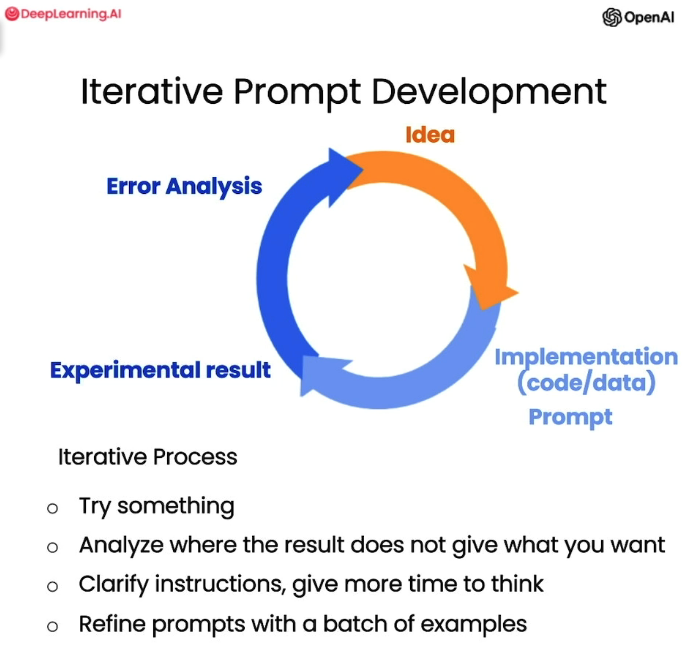 DeepLearning.AI
OpenAI
Iterative Prompt Development
Idea
Error Analysis
Experimental result
Implementation
(code/data)
Prompt
Iterative Process
o Try something
o Analyze where the result does not give what you want
o Clarify instructions, give more time to think
o Refine prompts with a batch of examples